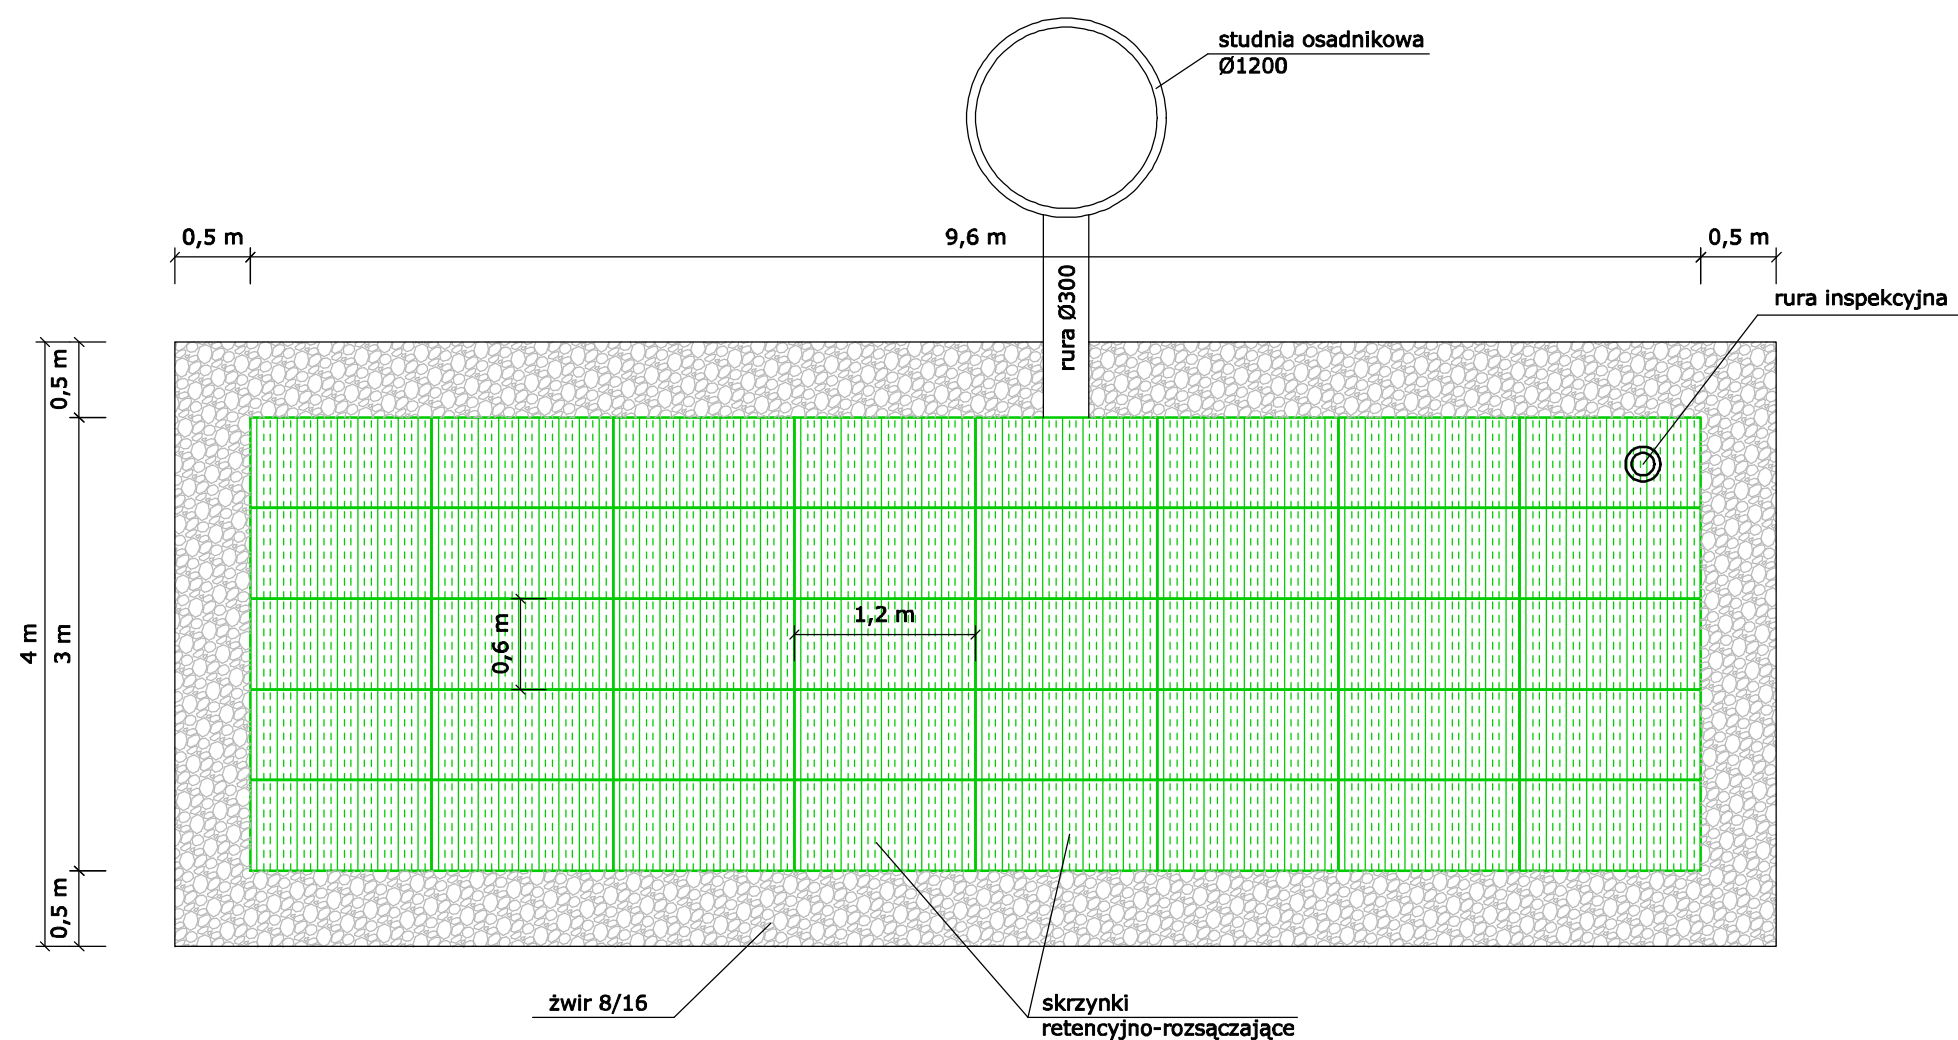 studnia osadnikowa
Ø1200
0,5 m
9,6 m
0,5 m
rura Ø300
rura inspekcyjna
0,5 m
4 m
3 m
0,6 m
1,2 m
0,5 m
żwir 8/16
skrzynki
retencyjno-rozsączające